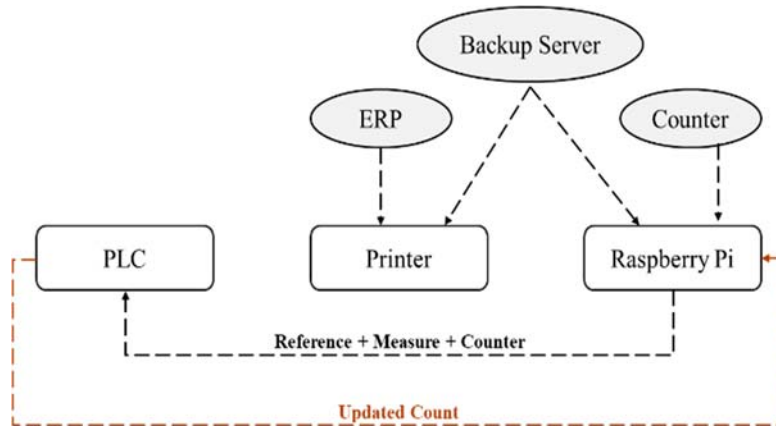 Backup Server
ERP
Counter
PLC
Printer
Raspberry Pi
Reference + Measure + Counter
Updated Count